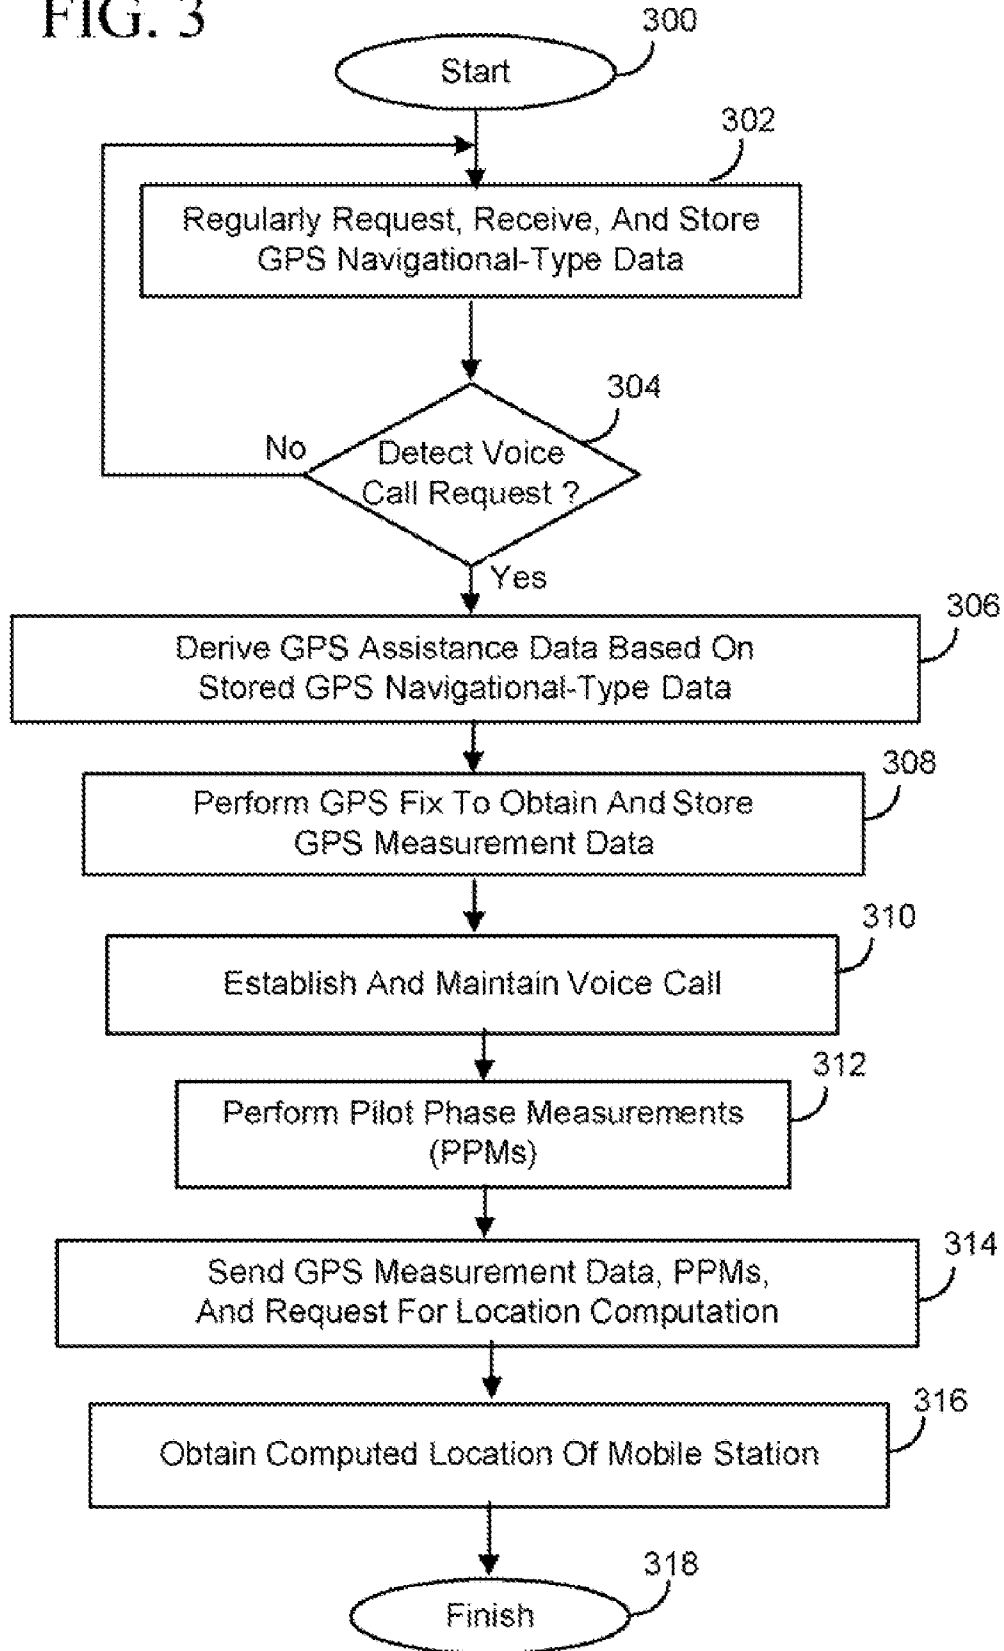 FIG. 3
300
Start
302
Regularly Request, Receive, And Store
GPS Navigational-Type Data
304
No
Detect Voice
Call Request ?
Yes
306
Derive GPS Assistance Data Based On
Stored GPS Navigational-Type Data
308
Perform GPS Fix To Obtain And Store
GPS Measurement Data
310
Establish And Maintain Voice Call
312
Perform Pilot Phase Measurements
(PPMs)
314
Send GPS Measurement Data, PPMs,
And Request For Location Computation
316
Obtain Computed Location Of Mobile Station
318
Finish